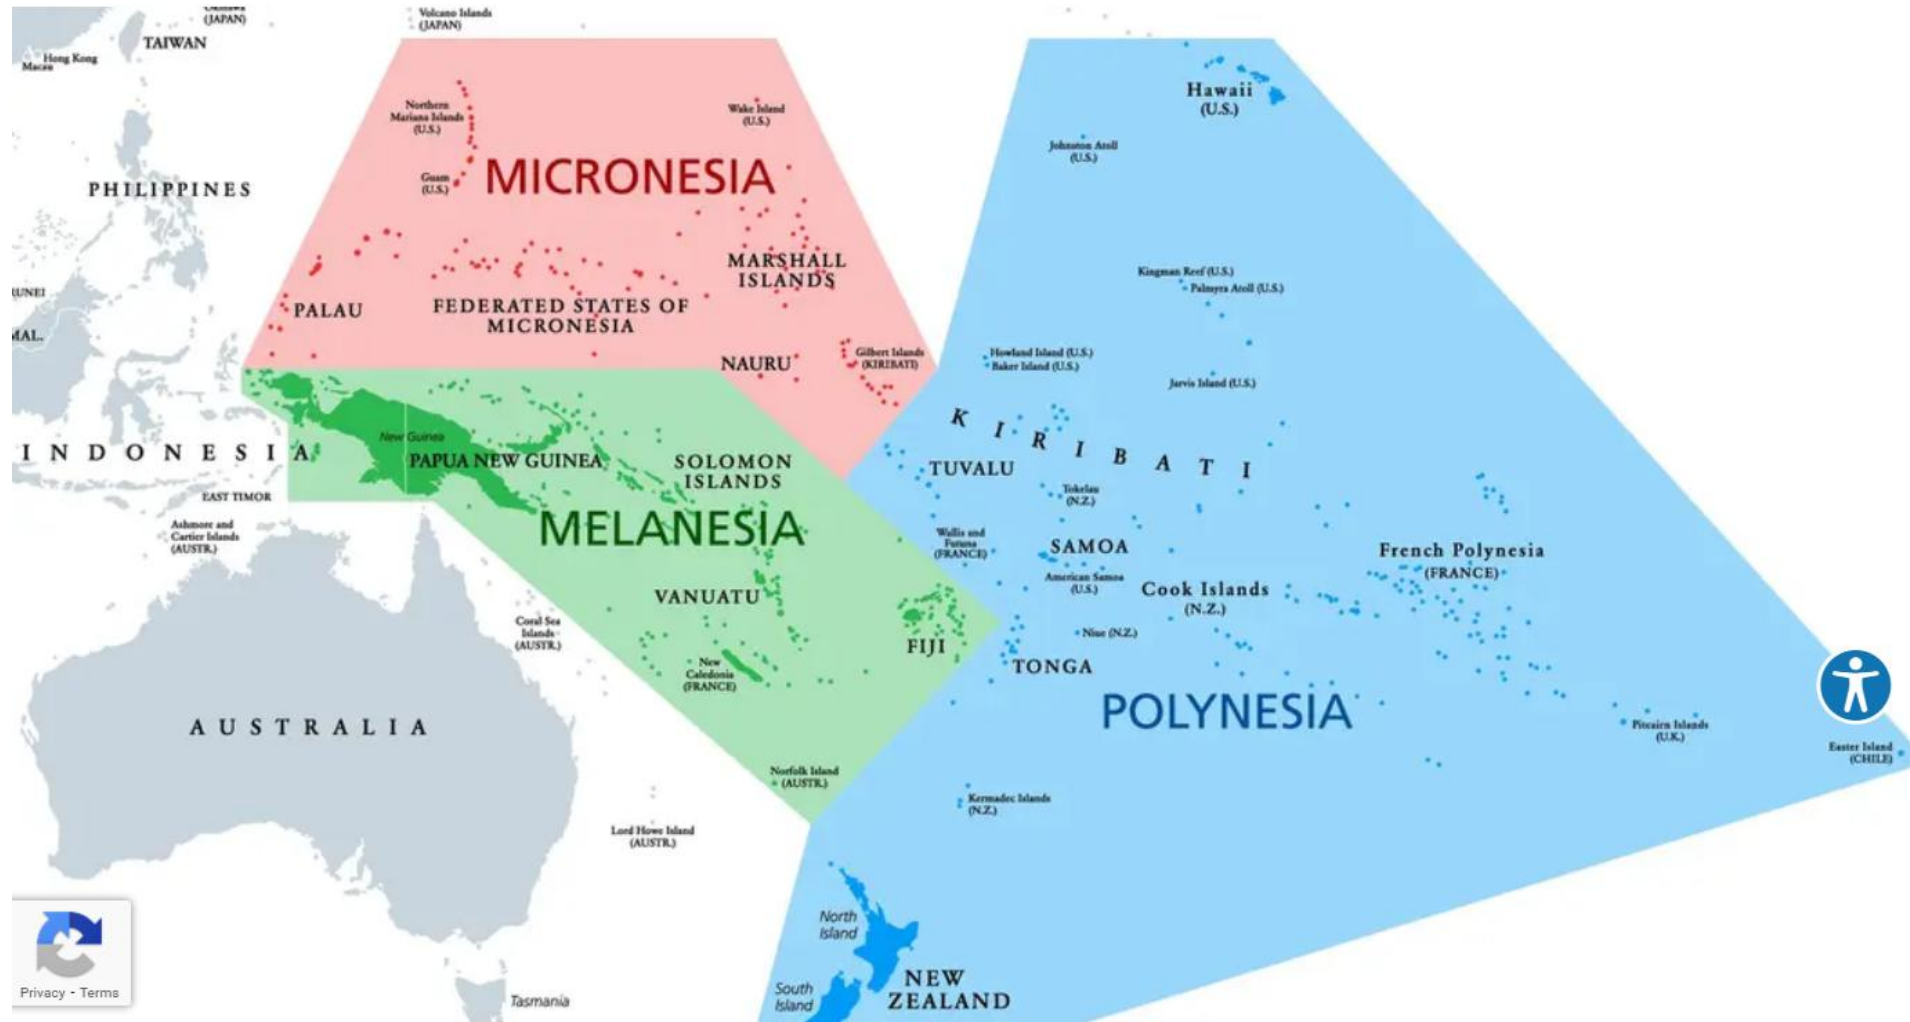 (JAPAN)
Volcano Islands
(JAPAN)
TAIWAN
Hong Kong
Macau
Northern
Mariana Islands
(U.S.)
Wake Island
(U.S.)
Guam
(U.S.)
MICRONESIA
PHILIPPINES
MARSHALL
ISLANDS
PALAU
FEDERATED STATES OF
MICRONESIA
NAURU
Gilbert Islands
(KIRIBATI)
Hawaii
(U.S.)
Johnston Atoll
(U.S.)
Kingman Reef (U.S.)
Palmyra Atoll (U.S.)
Howland Island (U.S.)
Baker Island (U.S.)
Jarvis Island (U.S.)
KIRIBATI
UNEI
MAL.
INDONESIA
EAST TIMOR
Ashmore and
Cartier Islands
(AUSTR.)
New Guinea
PAPUA NEW GUINEA
SOLOMON
ISLANDS
MELANESIA
VANUATU
FIJI
New
Caledonia
(FRANCE)
Coral Sea
Islands
(AUSTR.)
Norfolk Island
(AUSTR.)
Lord Howe Island
(AUSTR.)
AUSTRALIA
Tasmania
TUVALU
Tokelau
(N.Z.)
Wallis and
Futuna
(FRANCE)
SAMOA
American Samoa
(U.S.)
Cook Islands
(N.Z.)
French Polynesia
(FRANCE)
Niue (N.Z.)
TONGA
POLYNESIA
Pitcairn Islands
(U.K.)
Easter Island
(CHILE)
Kermadec Islands
(N.Z.)
North
Island
South
Island
NEW
ZEALAND
Privacy - Terms